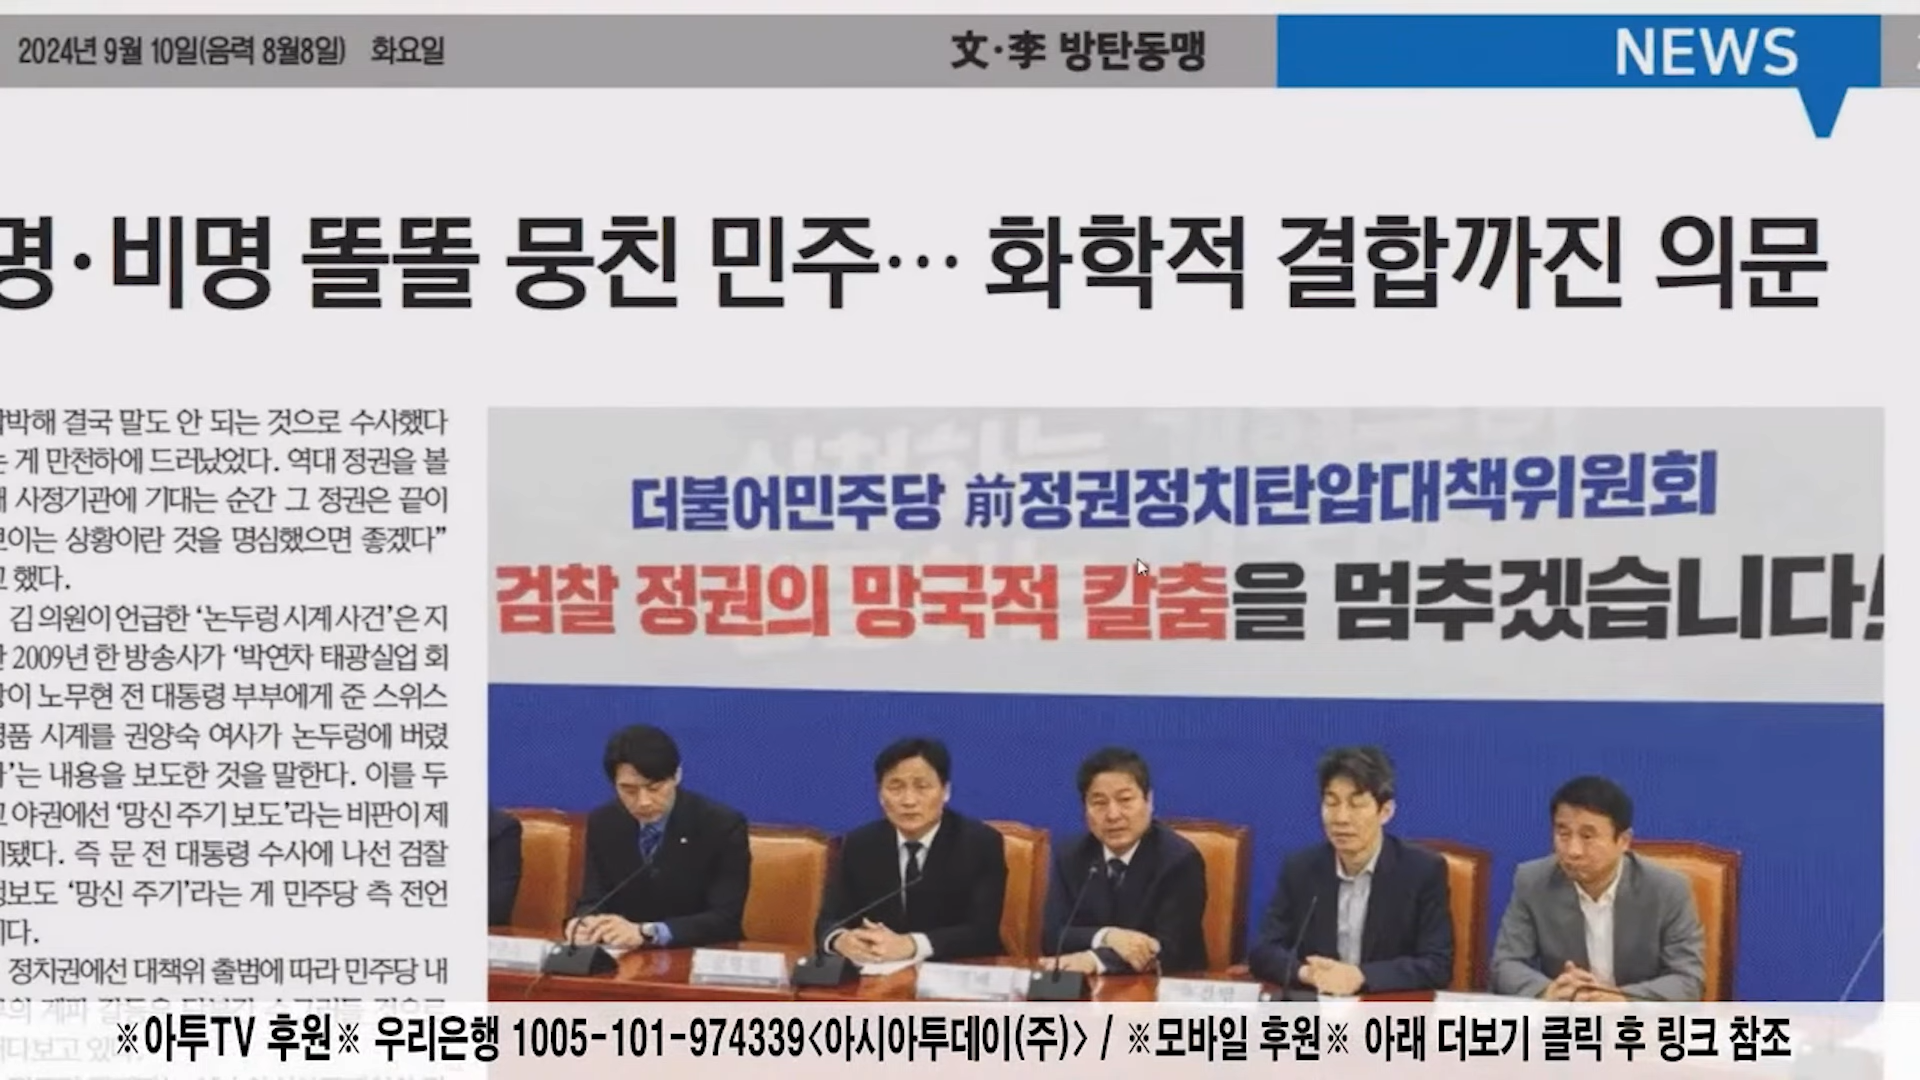 2024년 9월 10일(음력 8월8일) 화요일
文·李 방탄동맹
NEWS
명·비명 똘똘 뭉친 민주… 화학적 결합까진 의문
박해 결국 말도 안 되는 것으로 수사했다
게 만천하에 드러났었다. 역대 정권을 볼
사정기관에 기대는 순간 그 정권은 끝이
보이는 상황이란 것을 명심했으면 좋겠다”
고 했다.
김 의원이 언급한 ‘논두렁 시계 사건’은 지
난 2009년 한 방송사가 ‘박연차 태광실업 회
장이 노무현 전 대통령 부부에게 준 스위스
명품 시계를 권양숙 여사가 논두렁에 버렸
다’는 내용을 보도한 것을 말한다. 이를 두
고 야권에선 ‘망신 주기 보도’라는 비판이 제
기됐다. 즉 문 전 대통령 수사에 나선 검찰
정보도 ‘망신 주기’라는 게 민주당 측 전언
이다.
정치권에선 대책위 출범에 따라 민주당 내
더불어민주당 前정권정치탄압대책위원회
검찰 정권의 망국적 칼춤을 멈추겠습니다!
※아투TV 후원※ 우리은행 1005-101-974339<아시아투데이(주)> / ※모바일 후원※ 아래 더보기 클릭 후 링크 참조